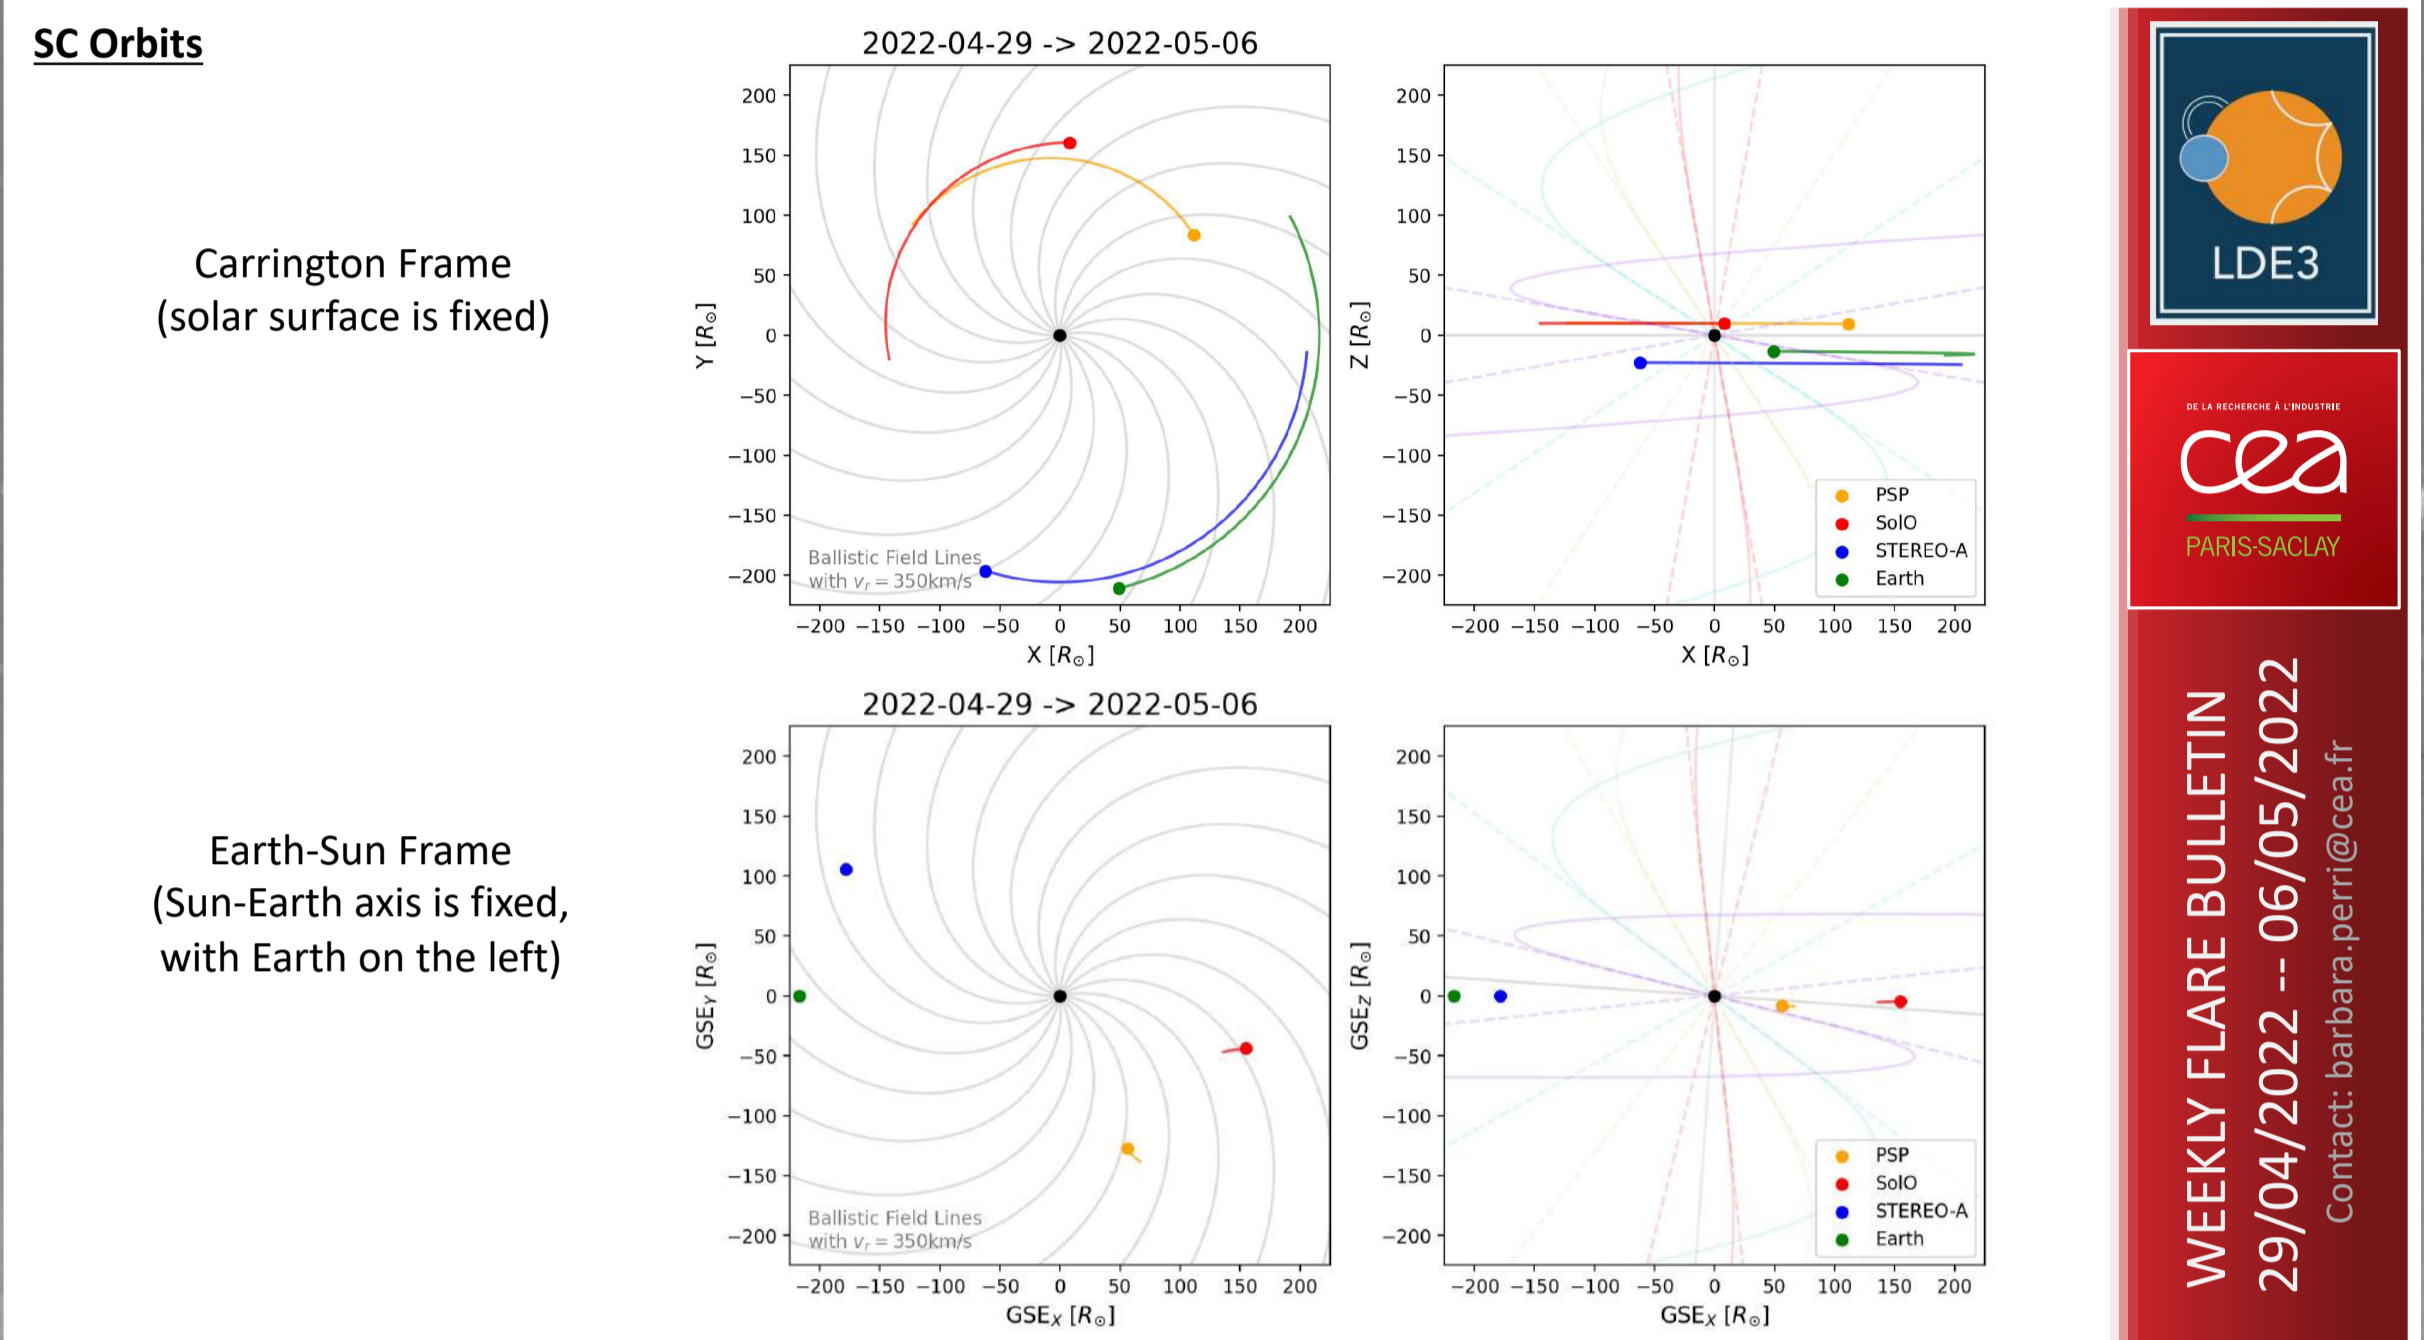 SC Orbits
Carrington Frame
(solar surface is fixed)
2022-04-29 -> 2022-05-06
200
150
100
50
0
−50
−100
−150
−200
Y [R☉]
Ballistic Field Lines
with vᵣ = 350km/s
−200 −150 −100 −50 0 50 100 150 200
X [R☉]
200
150
100
50
0
−50
−100
−150
−200
Z [R☉]
PSP
SolO
STEREO-A
Earth
−200 −150 −100 −50 0 50 100 150 200
X [R☉]
Earth-Sun Frame
(Sun-Earth axis is fixed,
with Earth on the left)
2022-04-29 -> 2022-05-06
200
150
100
50
0
−50
−100
−150
−200
GSE_Y [R☉]
Ballistic Field Lines
with vᵣ = 350km/s
−200 −150 −100 −50 0 50 100 150 200
GSE_X [R☉]
200
150
100
50
0
−50
−100
−150
−200
GSE_Z [R☉]
PSP
SolO
STEREO-A
Earth
−200 −150 −100 −50 0 50 100 150 200
GSE_X [R☉]
LDE3
DE LA RECHERCHE À L'INDUSTRIE
cea
PARIS-SACLAY
WEEKLY FLARE BULLETIN
29/04/2022 -- 06/05/2022
Contact: barbara.perri@cea.fr